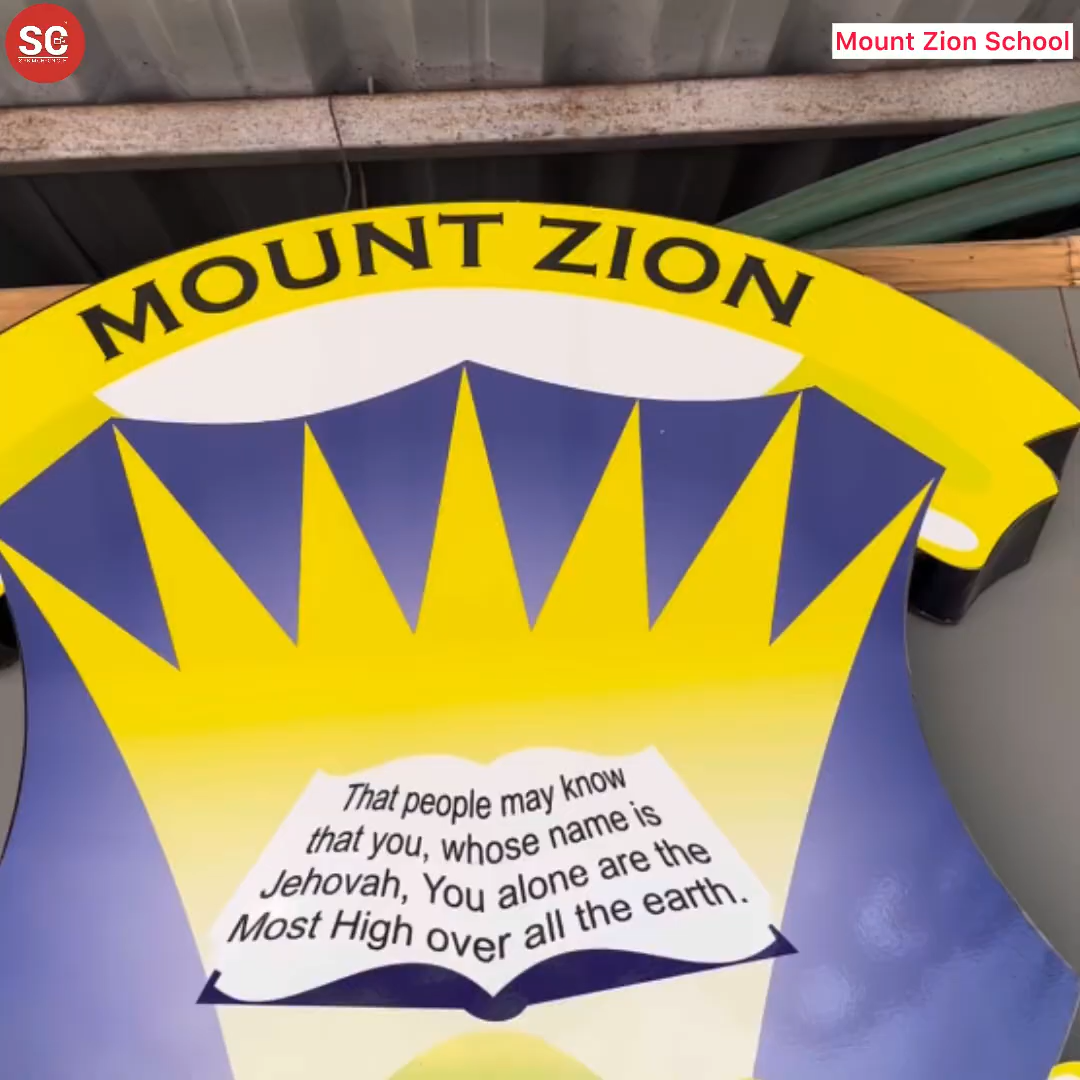 SC
Mount Zion School
MOUNT ZION
That people may know
that you, whose name is
Jehovah, You alone are the
Most High over all the earth.